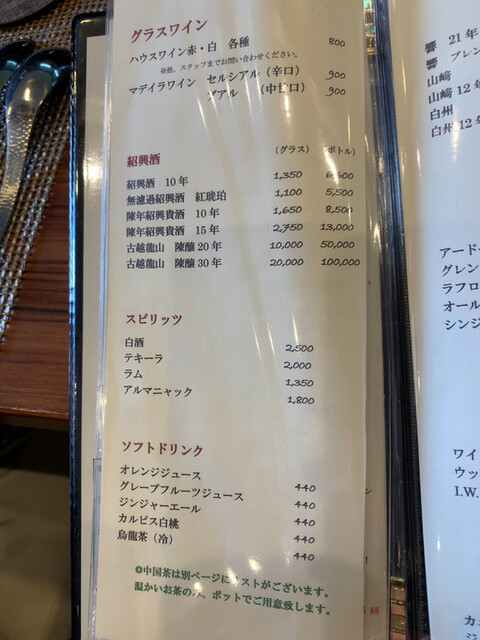 グラスワイン
ハウスワイン赤・白 各種 800
※他、スタッフまでお問い合わせください。
マデイラワイン セルシアル（辛口） 900
ブアル （中甘口） 900
紹興酒 （グラス） ボトル）
紹興酒 10年 1,350
無濾過紹興酒 紅琥珀 1,100 5,500
陳年紹興貴酒 10年 1,650 8,500
陳年紹興貴酒 15年 2,750 13,000
古越龍山 陳醸20年 10,000 50,000
古越龍山 陳醸30年 20,000 100,000
スピリッツ
白酒 2,500
テキーラ 2,000
ラム 1,350
アルマニャック 1,800
ソフトドリンク
オレンジジュース 440
グレープフルーツジュース 440
ジンジャーエール 440
カルピス白桃 440
烏龍茶（冷） 440
◎中国茶は別ページにリストがございます。
温かいお茶のみ、ポットでご用意致します。
響 21年
響 ブレン
山崎
山崎 12年
白州
白州 12年
アード
グレン
ラフロ
オール
シンジ
ワイ
ウッ
I.W.
カミ
ジ